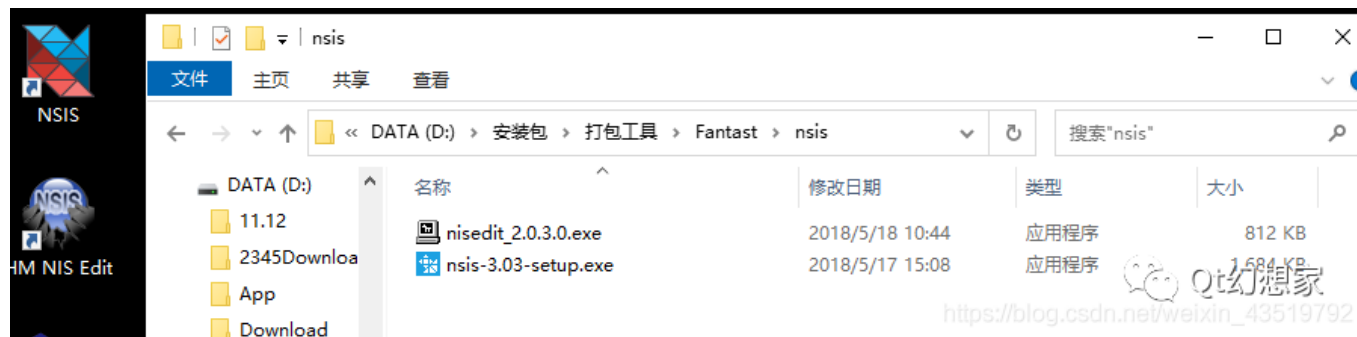 nsis
文件 主页 共享 查看
NSIS
« DATA (D:) › 安装包 › 打包工具 › Fantast › nsis
搜索"nsis"
DATA (D:)
名称 修改日期 类型 大小
NSIS
11.12
nisedit_2.0.3.0.exe 2018/5/18 10:44 应用程序 812 KB
2345Downloa
nsis-3.03-setup.exe 2018/5/17 15:08 应用程序 1,684 KB
HM NIS Edit
Qt幻想家
App
https://blog.csdn.net/weixin_43519792
Download